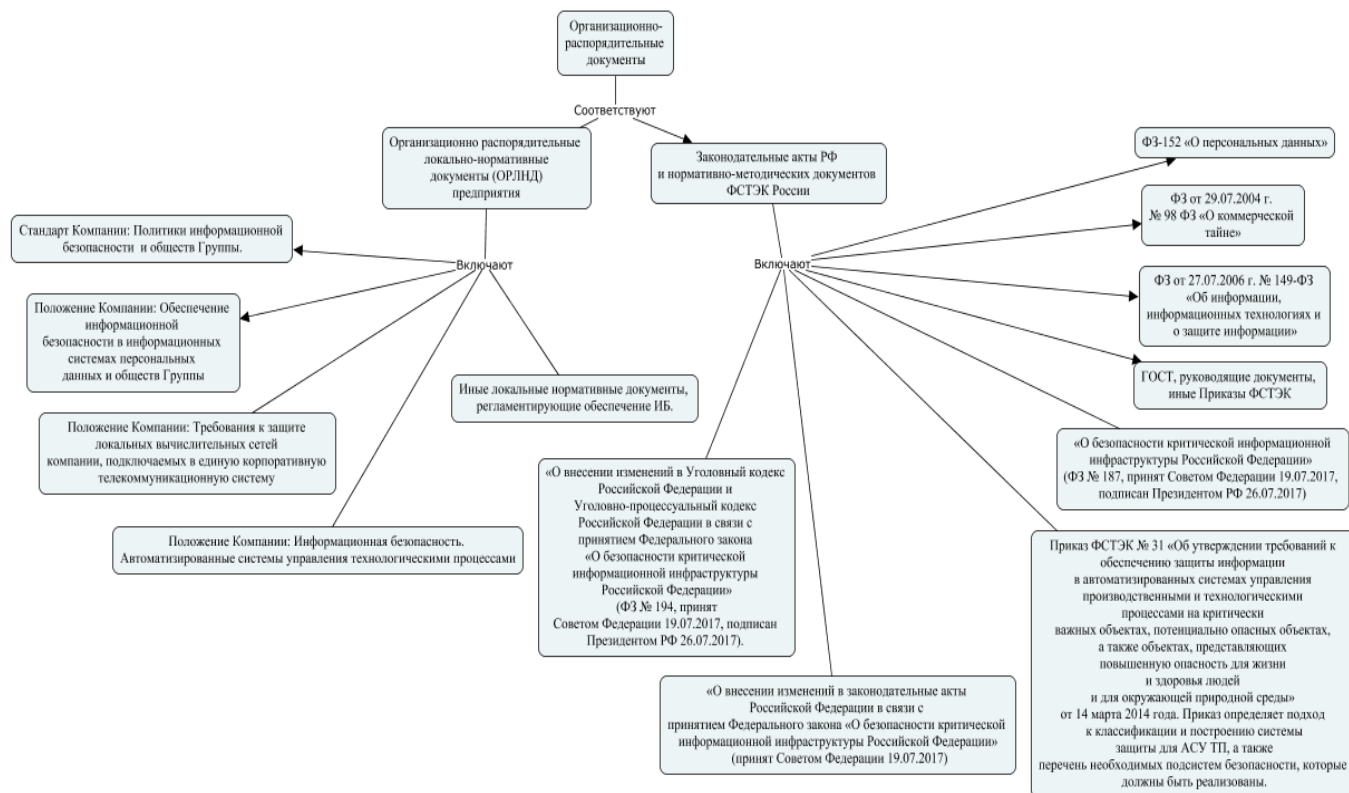 Организационно-
распорядительные
документы
Соответствуют
Организационно распорядительные
локально-нормативные
документы (ОРЛНД)
предприятия
Законодательные акты РФ
и нормативно-методических документов
ФСТЭК России
Включают
Стандарт Компании: Политики информационной
безопасности и обществ Группы.
Положение Компании: Обеспечение
информационной
безопасности в информационных
системах персональных
данных и обществ Группы
Положение Компании: Требования к защите
локальных вычислительных сетей
компании, подключаемых в единую корпоративную
телекоммуникационную систему
Положение Компании: Информационная безопасность.
Автоматизированные системы управления технологическими процессами
Иные локальные нормативные документы,
регламентирующие обеспечение ИБ.
Включают
ФЗ-152 «О персональных данных»
ФЗ от 29.07.2004 г.
№ 98 ФЗ «О коммерческой
тайне»
ФЗ от 27.07.2006 г. № 149-ФЗ
«Об информации,
информационных технологиях и
о защите информации»
ГОСТ, руководящие документы,
иные Приказы ФСТЭК
«О безопасности критической информационной
инфраструктуры Российской Федерации»
(ФЗ № 187, принят Советом Федерации 19.07.2017,
подписан Президентом РФ 26.07.2017)
Приказ ФСТЭК № 31 «Об утверждении требований к
обеспечению защиты информации
в автоматизированных системах управления
производственными и технологическими
процессами на критически
важных объектах, потенциально опасных объектах,
а также объектах, представляющих
повышенную опасность для жизни
и здоровья людей
и для окружающей природной среды»
от 14 марта 2014 года. Приказ определяет подход
к классификации и построению системы
защиты для АСУ ТП, а также
перечень необходимых подсистем безопасности, которые
должны быть реализованы.
«О внесении изменений в Уголовный кодекс
Российской Федерации и
Уголовно-процессуальный кодекс
Российской Федерации в связи с
принятием Федерального закона
«О безопасности критической
информационной инфраструктуры
Российской Федерации»
(ФЗ № 194, принят
Советом Федерации 19.07.2017, подписан
Президентом РФ 26.07.2017).
«О внесении изменений в законодательные акты
Российской Федерации в связи с
принятием Федерального закона «О безопасности критической
информационной инфраструктуры Российской Федерации»
(принят Советом Федерации 19.07.2017)